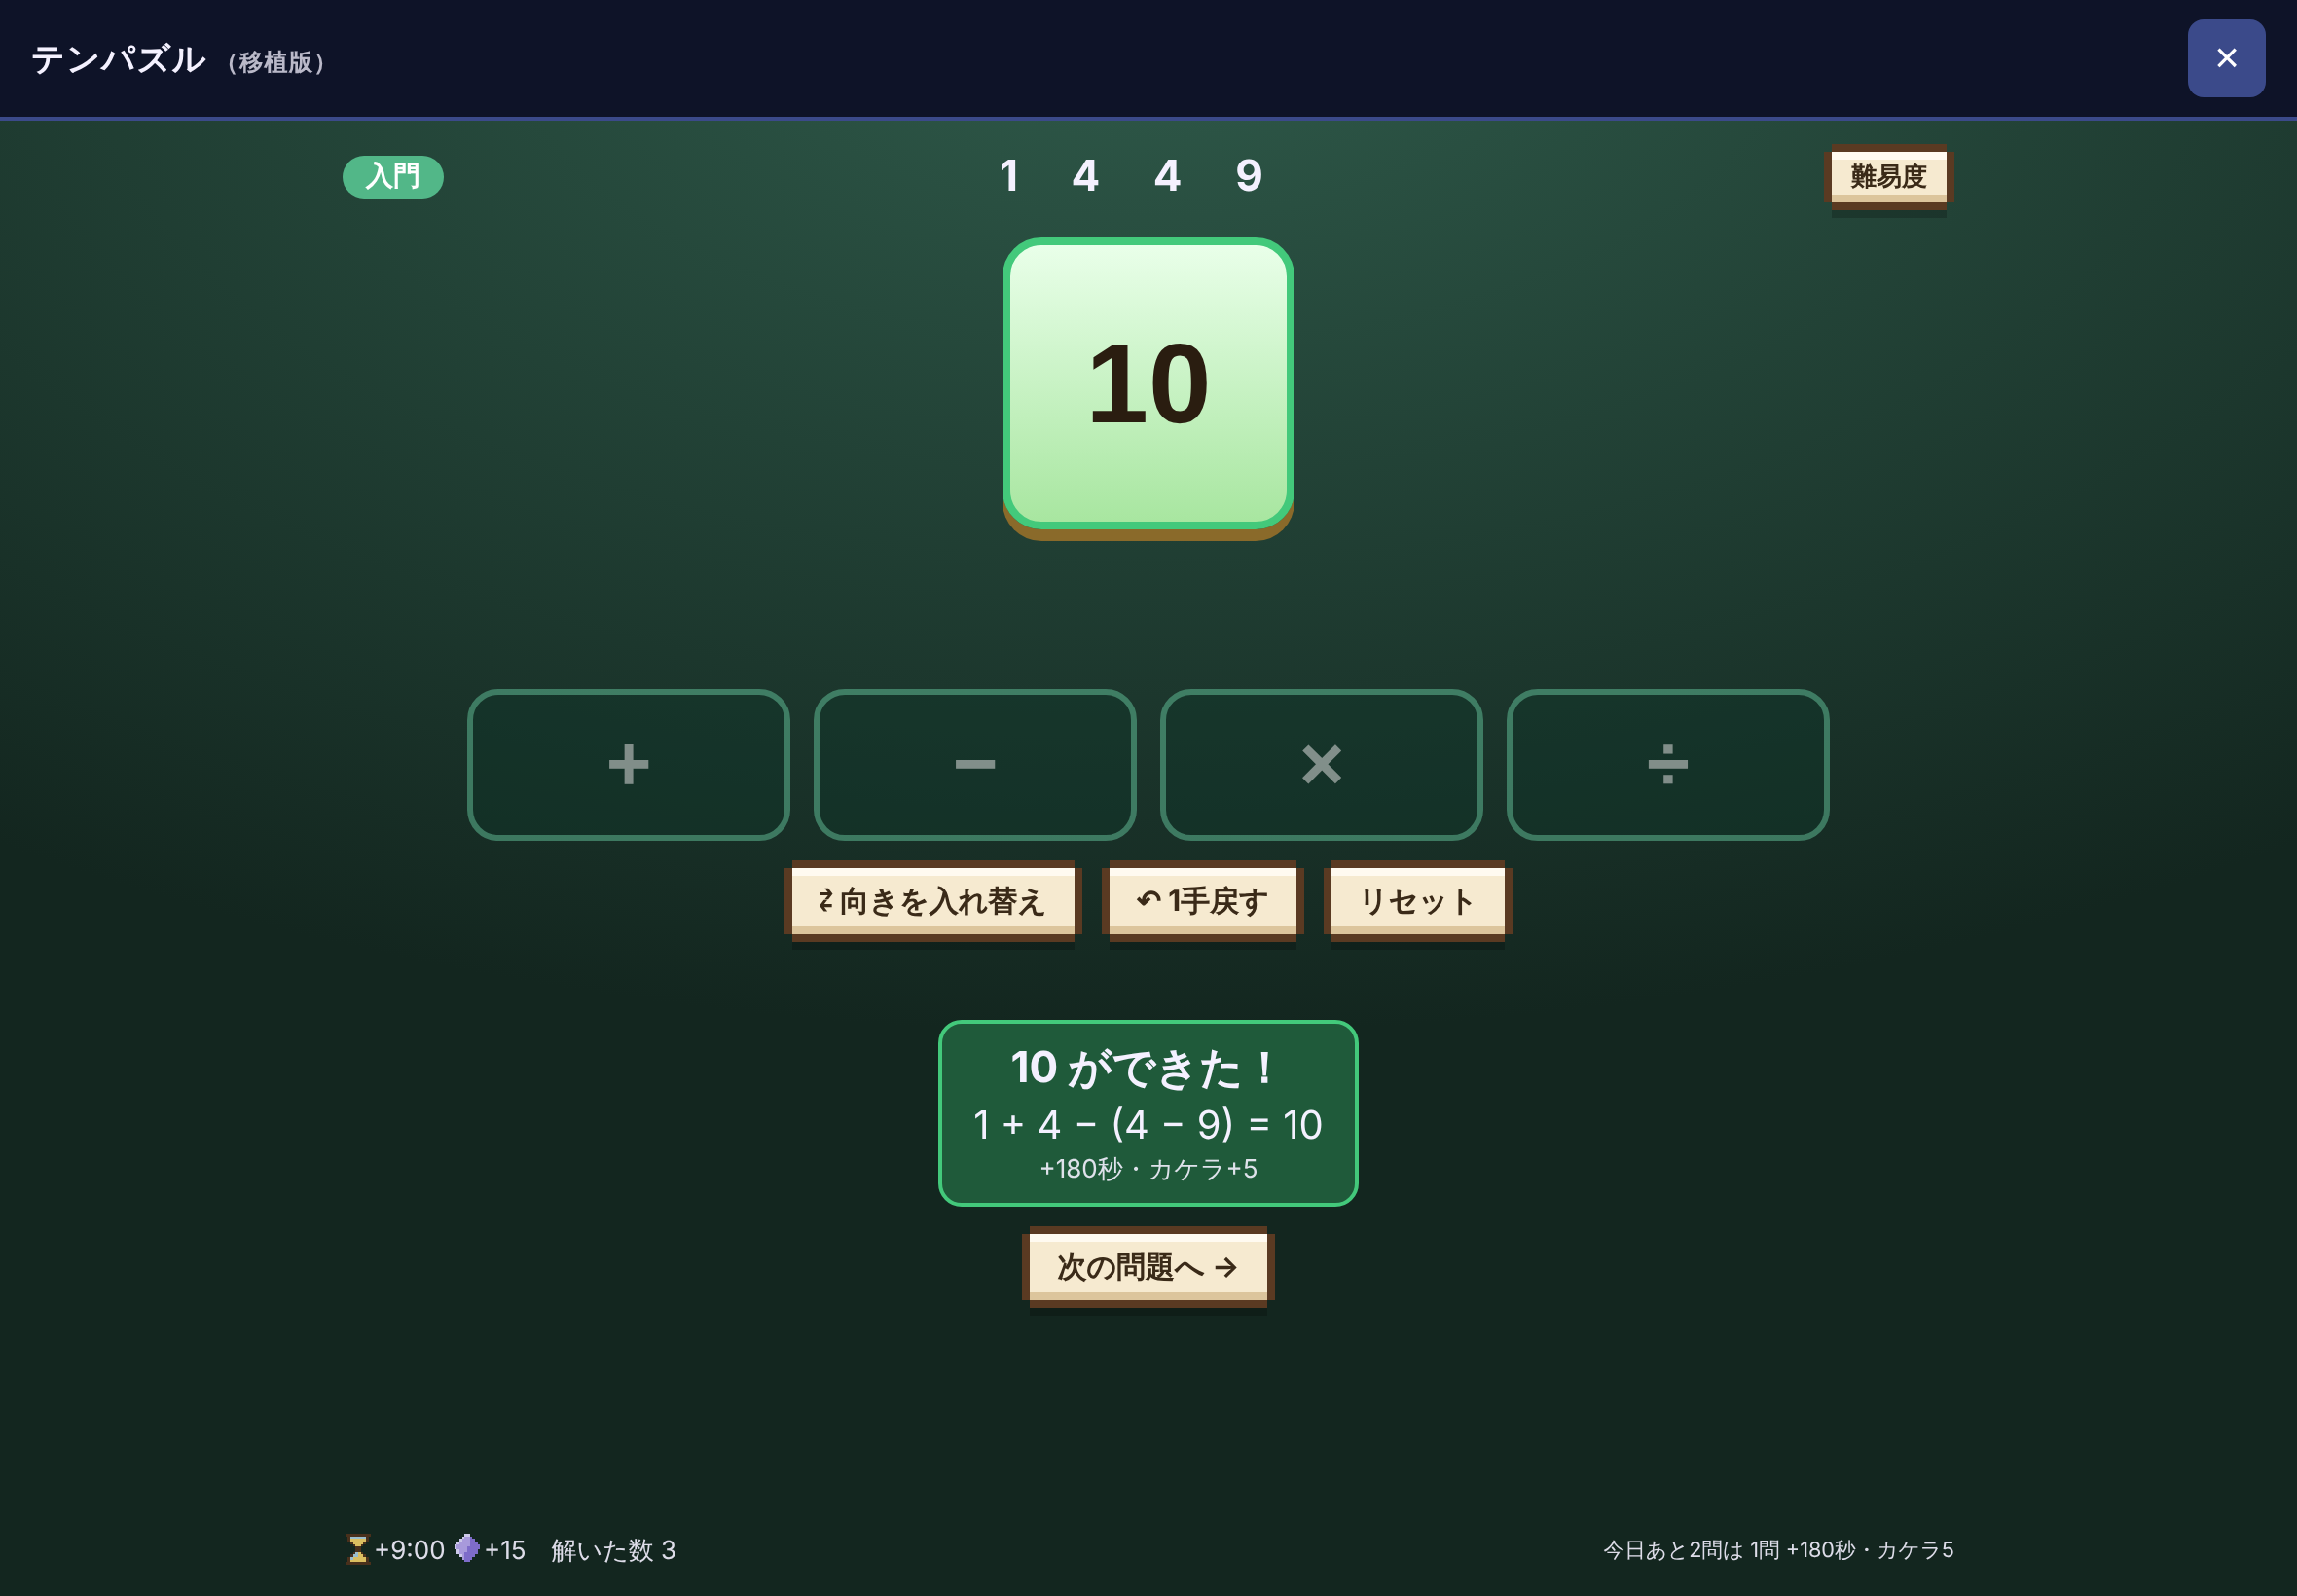 テンパズル （移植版）
×
入門
1 4 4 9
難易度
10
+
−
×
÷
⇄ 向きを入れ替え
↶ 1手戻す
リセット
10 ができた！
1 + 4 − (4 − 9) = 10
+180秒・カケラ+5
次の問題へ →
+9:00 +15 解いた数 3
今日あと2問は 1問 +180秒・カケラ5